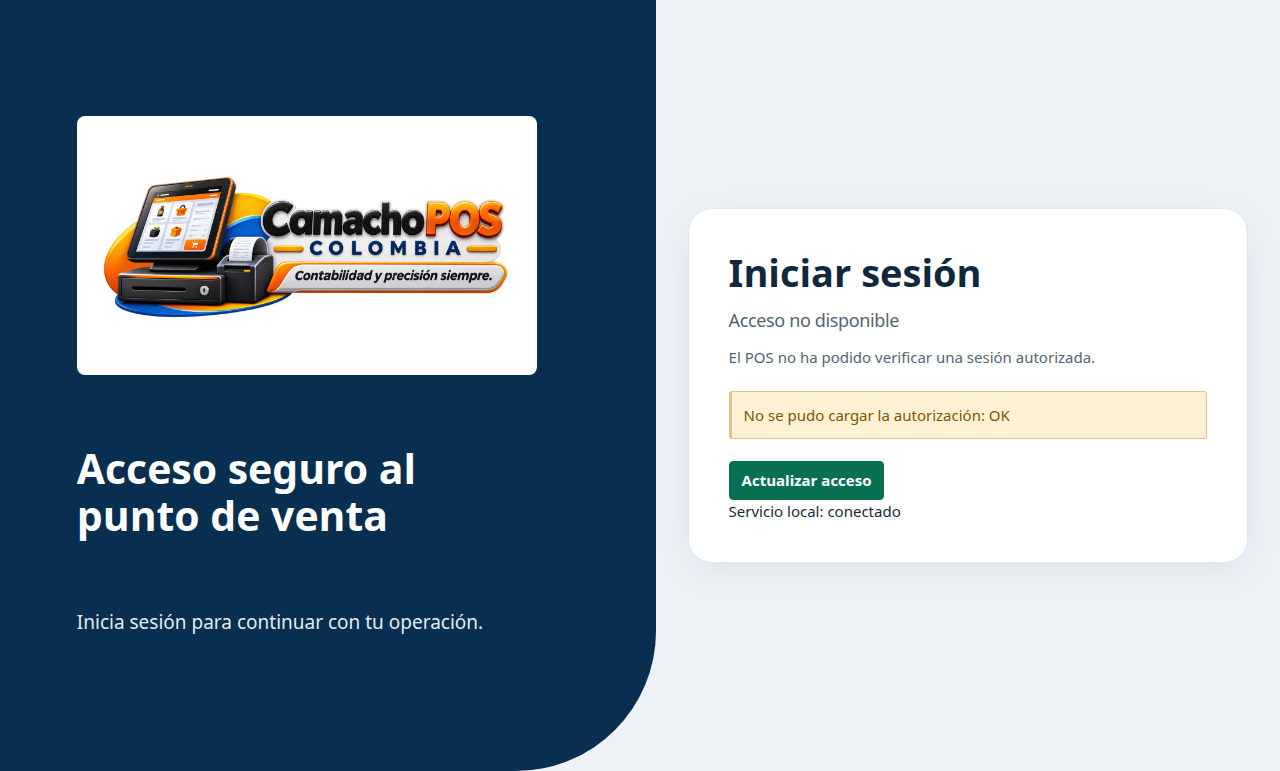 CamachoPOS
COLOMBIA
Contabilidad y precisión siempre.
Acceso seguro al
punto de venta
Inicia sesión para continuar con tu operación.
Iniciar sesión
Acceso no disponible
El POS no ha podido verificar una sesión autorizada.
No se pudo cargar la autorización: OK
Actualizar acceso
Servicio local: conectado